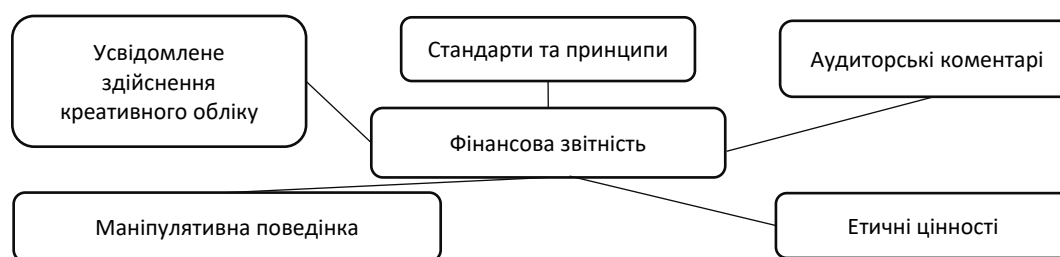 Усвідомлене
здійснення
креативного обліку
Стандарти та принципи
Аудиторські коментарі
Фінансова звітність
Маніпулятивна поведінка
Етичні цінності